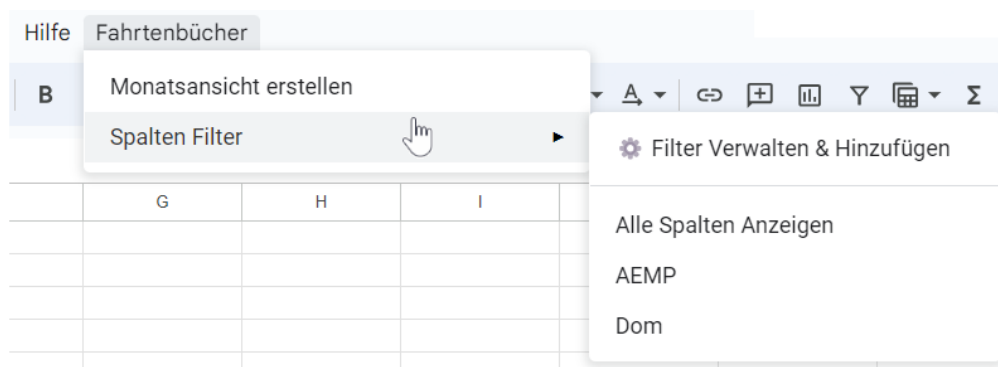 Hilfe Fahrtenbücher
Monatsansicht erstellen
B A Σ
Spalten Filter
Filter Verwalten & Hinzufügen
G H I
Alle Spalten Anzeigen
AEMP
Dom